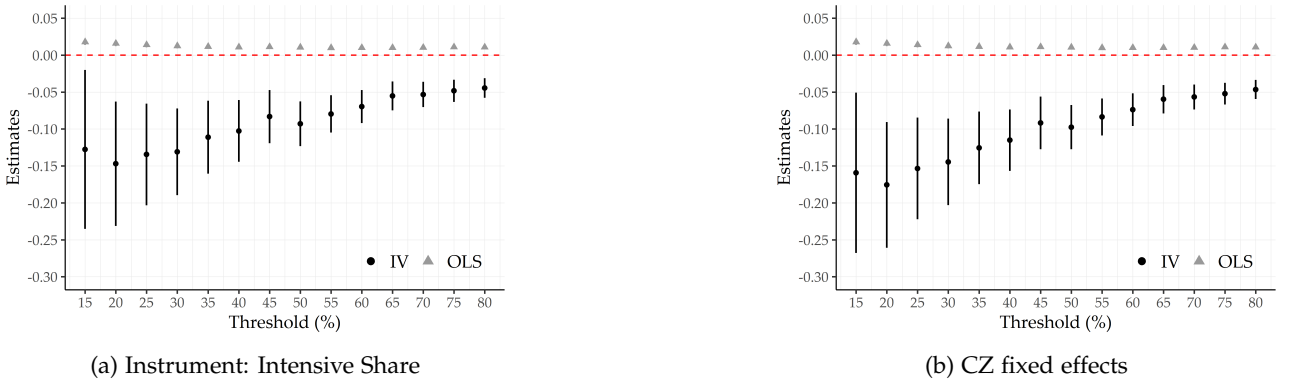 0.05
0.00
-0.05
-0.10
-0.15
-0.20
-0.25
-0.30
Estimates
IV OLS
15 20 25 30 35 40 45 50 55 60 65 70 75 80
Threshold (%)
(a) Instrument: Intensive Share
0.05
0.00
-0.05
-0.10
-0.15
-0.20
-0.25
-0.30
Estimates
IV OLS
15 20 25 30 35 40 45 50 55 60 65 70 75 80
Threshold (%)
(b) CZ fixed effects